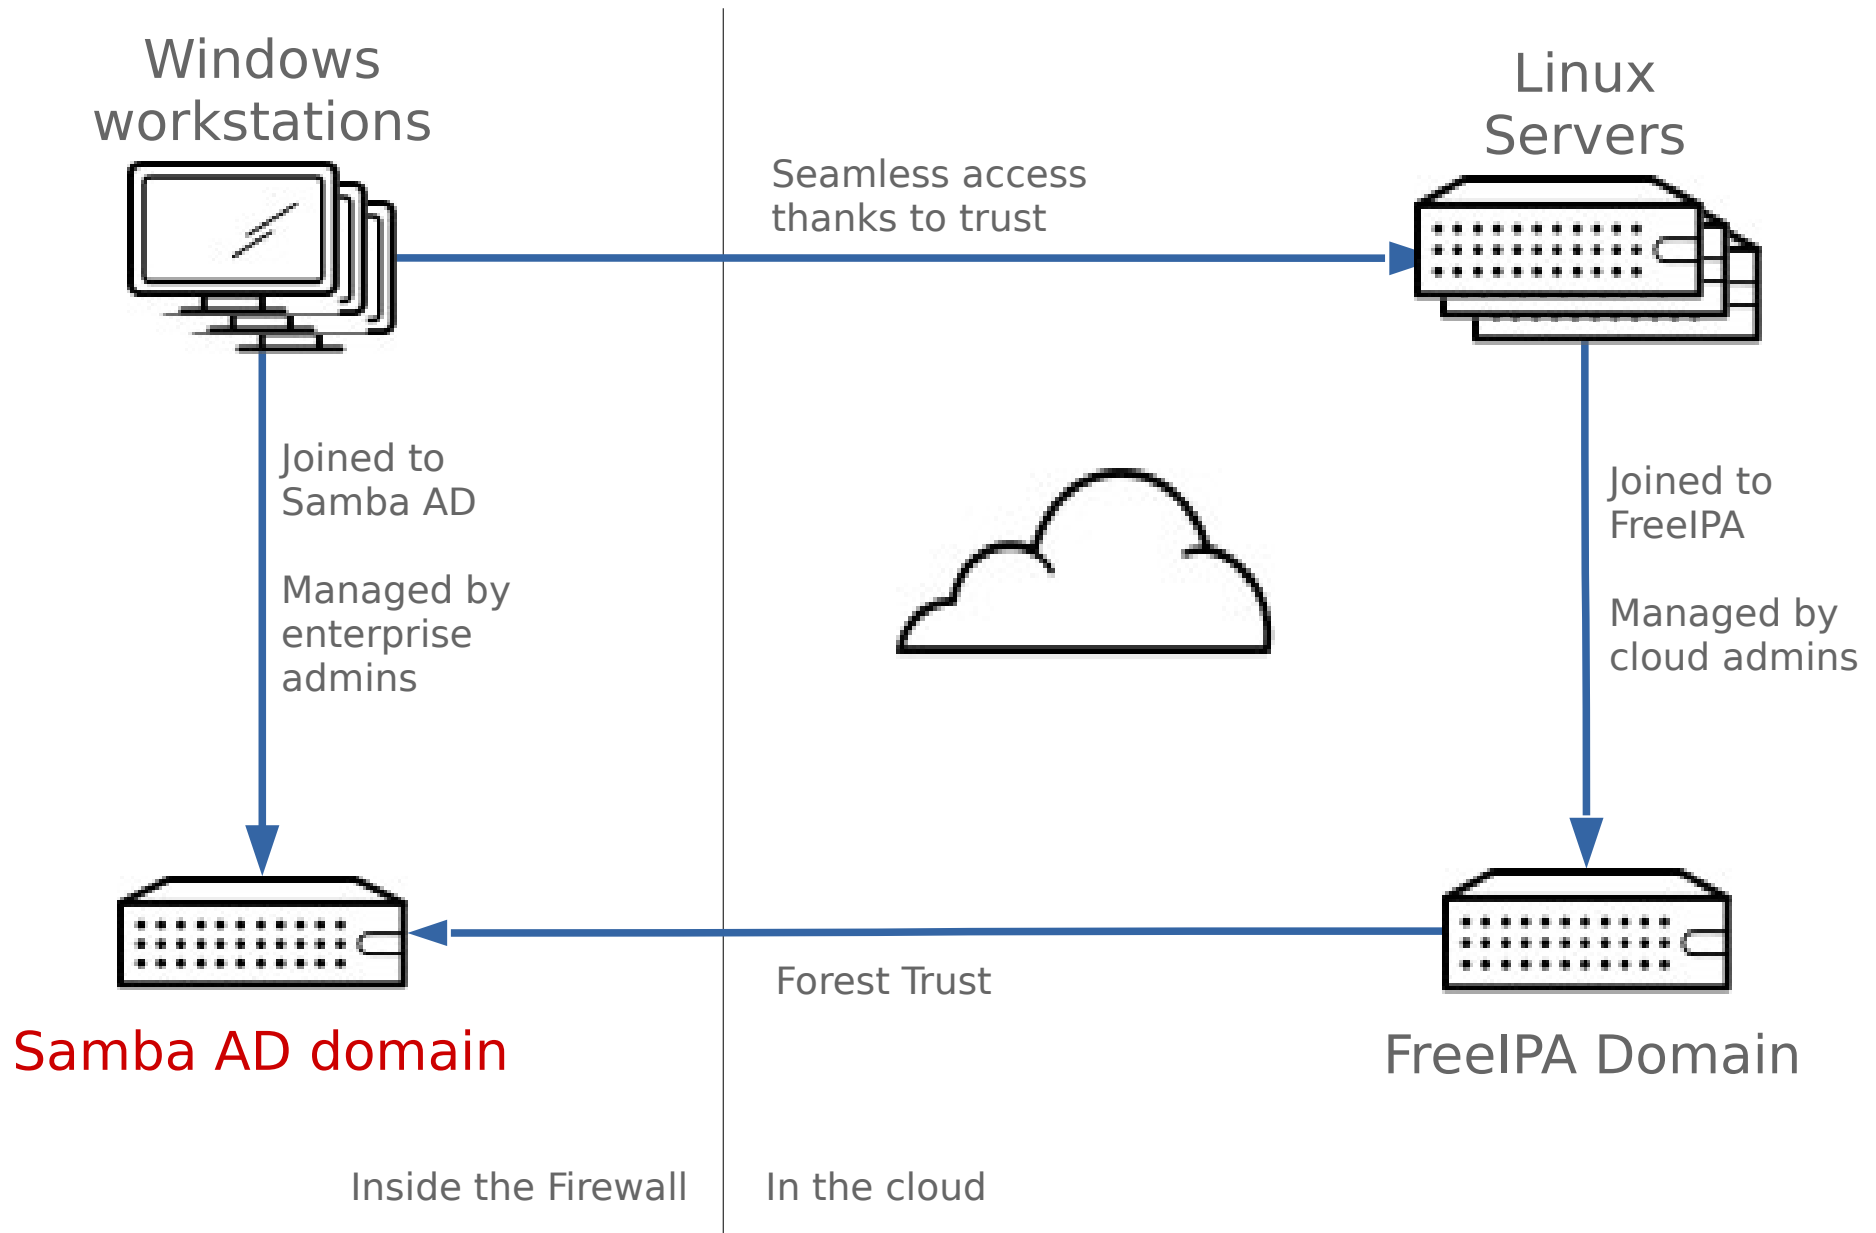 Windows
workstations
Linux
Servers
Seamless access
thanks to trust
Joined to
Samba AD
Managed by
enterprise
admins
Joined to
FreeIPA
Managed by
cloud admins
Forest Trust
Samba AD domain
FreeIPA Domain
Inside the Firewall
In the cloud